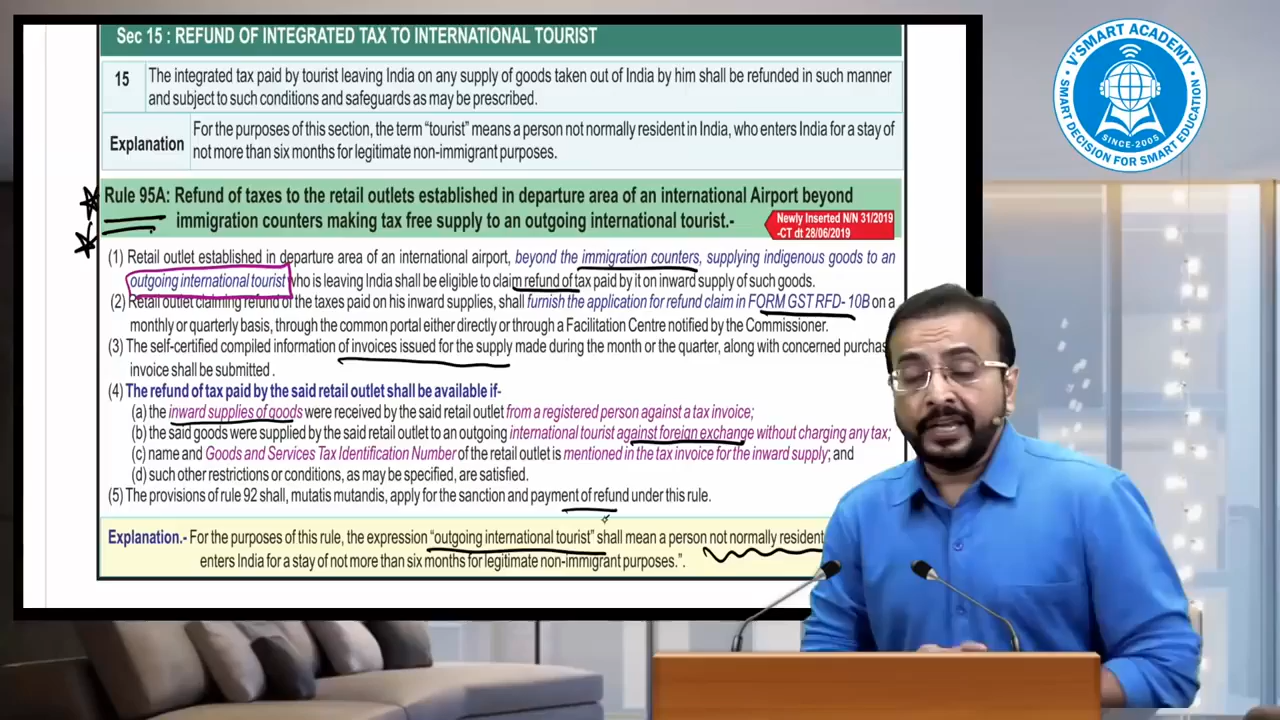 Sec 15 : REFUND OF INTEGRATED TAX TO INTERNATIONAL TOURIST
15
The integrated tax paid by tourist leaving India on any supply of goods taken out of India by him shall be refunded in such manner
and subject to such conditions and safeguards as may be prescribed.
Explanation
For the purposes of this section, the term “tourist” means a person not normally resident in India, who enters India for a stay of
not more than six months for legitimate non-immigrant purposes.
Rule 95A: Refund of taxes to the retail outlets established in departure area of an international Airport beyond
immigration counters making tax free supply to an outgoing international tourist.-
Newly Inserted N/N 31/2019
-CT dt 28/06/2019
(1) Retail outlet established in departure area of an international airport, beyond the immigration counters, supplying indigenous goods to an
outgoing international tourist who is leaving India shall be eligible to claim refund of tax paid by it on inward supply of such goods.
(2) Retail outlet claiming refund of the taxes paid on his inward supplies, shall furnish the application for refund claim in FORM GST RFD- 10B on a
monthly or quarterly basis, through the common portal either directly or through a Facilitation Centre notified by the Commissioner.
(3) The self-certified compiled information of invoices issued for the supply made during the month or the quarter, along with concerned purchas
invoice shall be submitted .
(4) The refund of tax paid by the said retail outlet shall be available if-
(a) the inward supplies of goods were received by the said retail outlet from a registered person against a tax invoice;
(b) the said goods were supplied by the said retail outlet to an outgoing international tourist against foreign exchange without charging any tax;
(c) name and Goods and Services Tax Identification Number of the retail outlet is mentioned in the tax invoice for the inward supply; and
(d) such other restrictions or conditions, as may be specified, are satisfied.
(5) The provisions of rule 92 shall, mutatis mutandis, apply for the sanction and payment of refund under this rule.
Explanation.- For the purposes of this rule, the expression “outgoing international tourist” shall mean a person not normally resident
enters India for a stay of not more than six months for legitimate non-immigrant purposes.”.
V'SMART ACADEMY
SINCE-2005
SMART DECISION FOR SMART EDUCATION